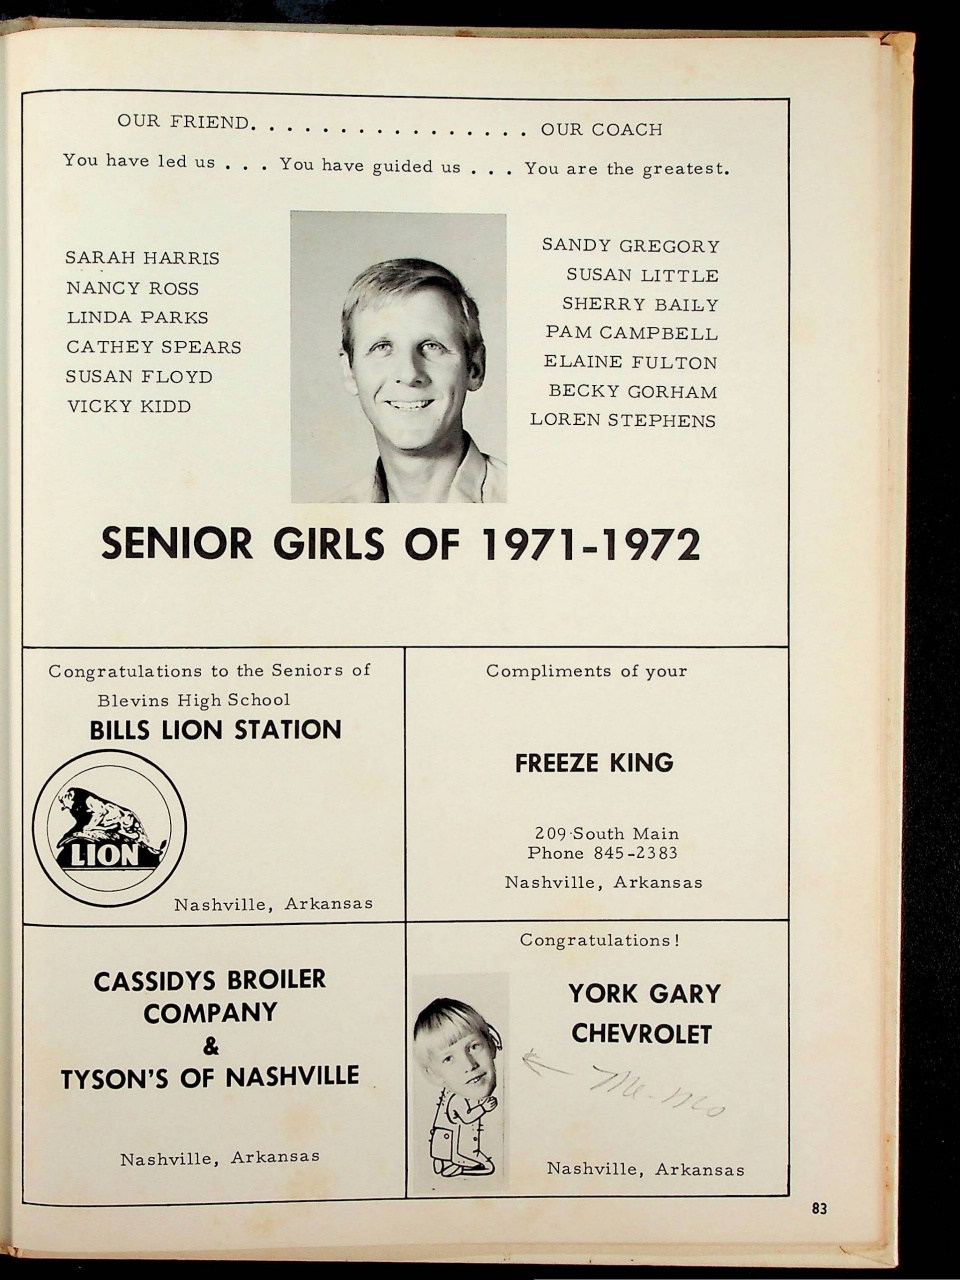 OUR FRIEND. . . . . . . . . . . . . . . . OUR COACH
You have led us . . . You have guided us . . . You are the greatest.
SARAH HARRIS
NANCY ROSS
LINDA PARKS
CATHEY SPEARS
SUSAN FLOYD
VICKY KIDD
SANDY GREGORY
SUSAN LITTLE
SHERRY BAILY
PAM CAMPBELL
ELAINE FULTON
BECKY GORHAM
LOREN STEPHENS
SENIOR GIRLS OF 1971-1972
Congratulations to the Seniors of
Blevins High School
BILLS LION STATION
LION
Nashville, Arkansas
Compliments of your
FREEZE KING
209 South Main
Phone 845-2383
Nashville, Arkansas
CASSIDYS BROILER
COMPANY
&
TYSON'S OF NASHVILLE
Nashville, Arkansas
Congratulations!
YORK GARY
CHEVROLET
Me-Mo
Nashville, Arkansas
83